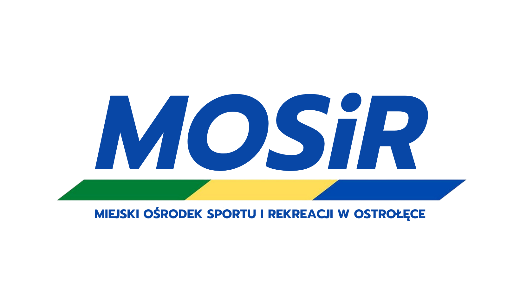 MOSiR
MIEJSKI OŚRODEK SPORTU I REKREACJI W OSTROŁĘCE